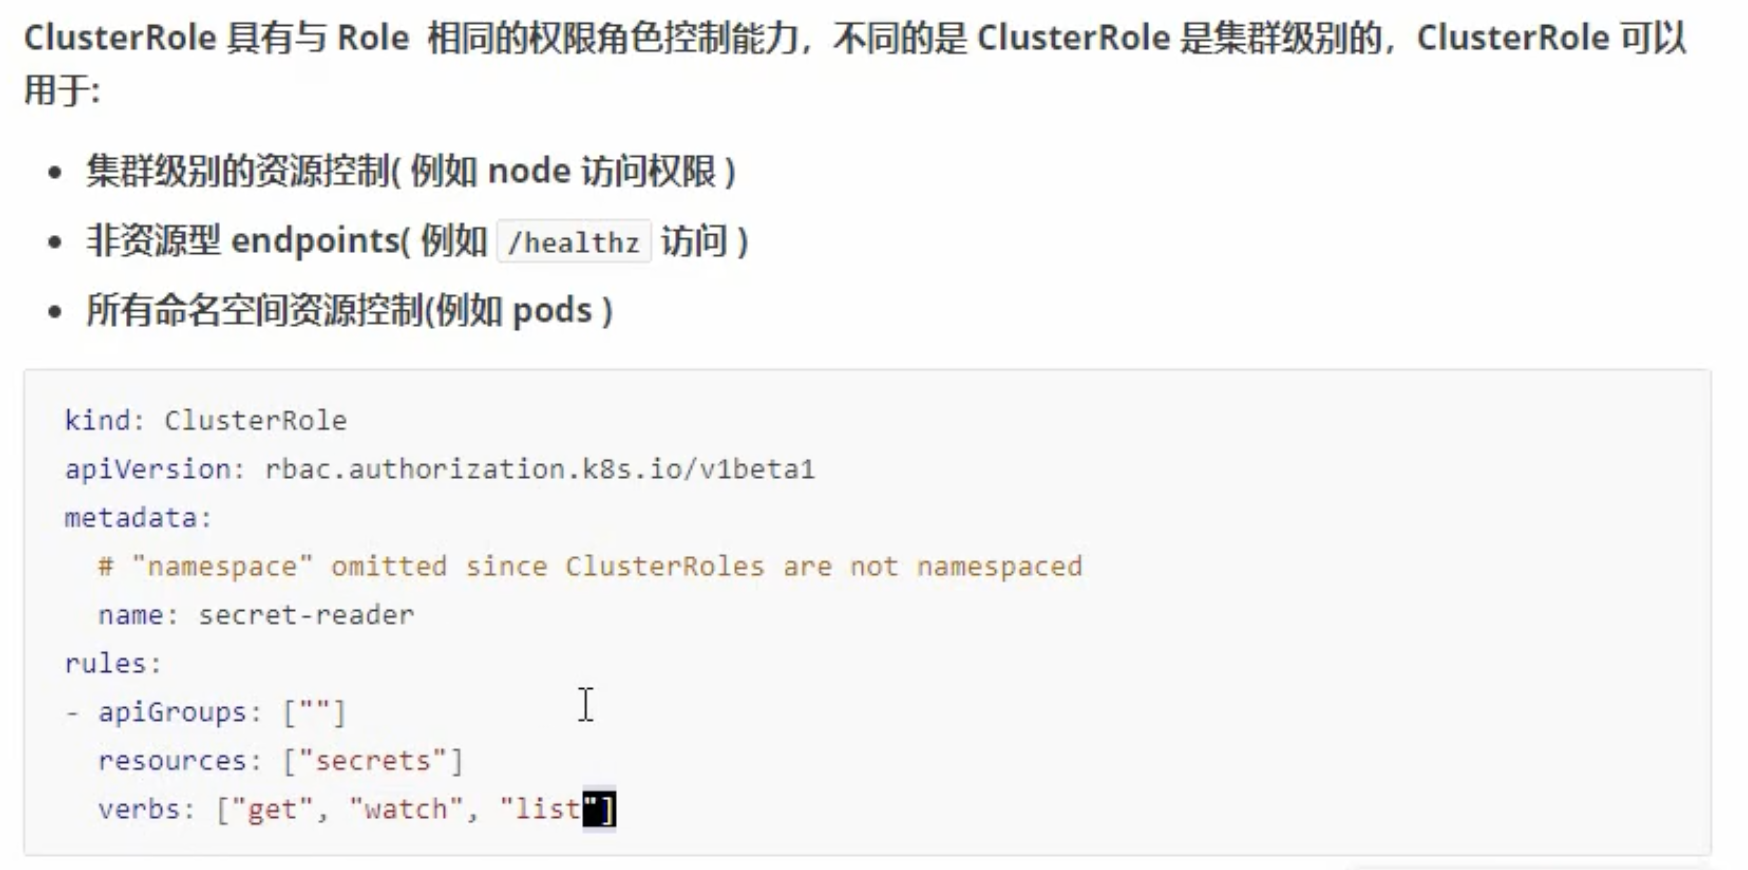 ClusterRole 具有与 Role 相同的权限角色控制能力，不同的是 ClusterRole 是集群级别的，ClusterRole 可以
用于:
• 集群级别的资源控制( 例如 node 访问权限 )
• 非资源型 endpoints( 例如 /healthz 访问 )
• 所有命名空间资源控制(例如 pods )
kind: ClusterRole
apiVersion: rbac.authorization.k8s.io/v1beta1
metadata:
  # "namespace" omitted since ClusterRoles are not namespaced
  name: secret-reader
rules:
- apiGroups: [""]
  resources: ["secrets"]
  verbs: ["get", "watch", "list"]